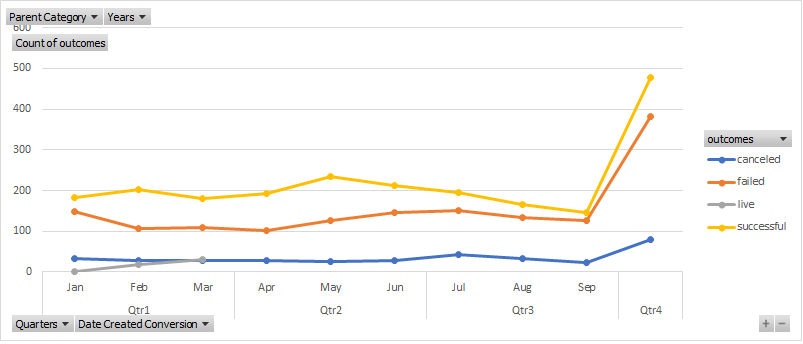 Parent Category Years
600
Count of outcomes
500
400
300
200
100
0
outcomes
canceled
failed
live
successful
Jan Feb Mar Apr May Jun Jul Aug Sep
Qtr1 Qtr2 Qtr3 Qtr4
Quarters Date Created Conversion
+ −